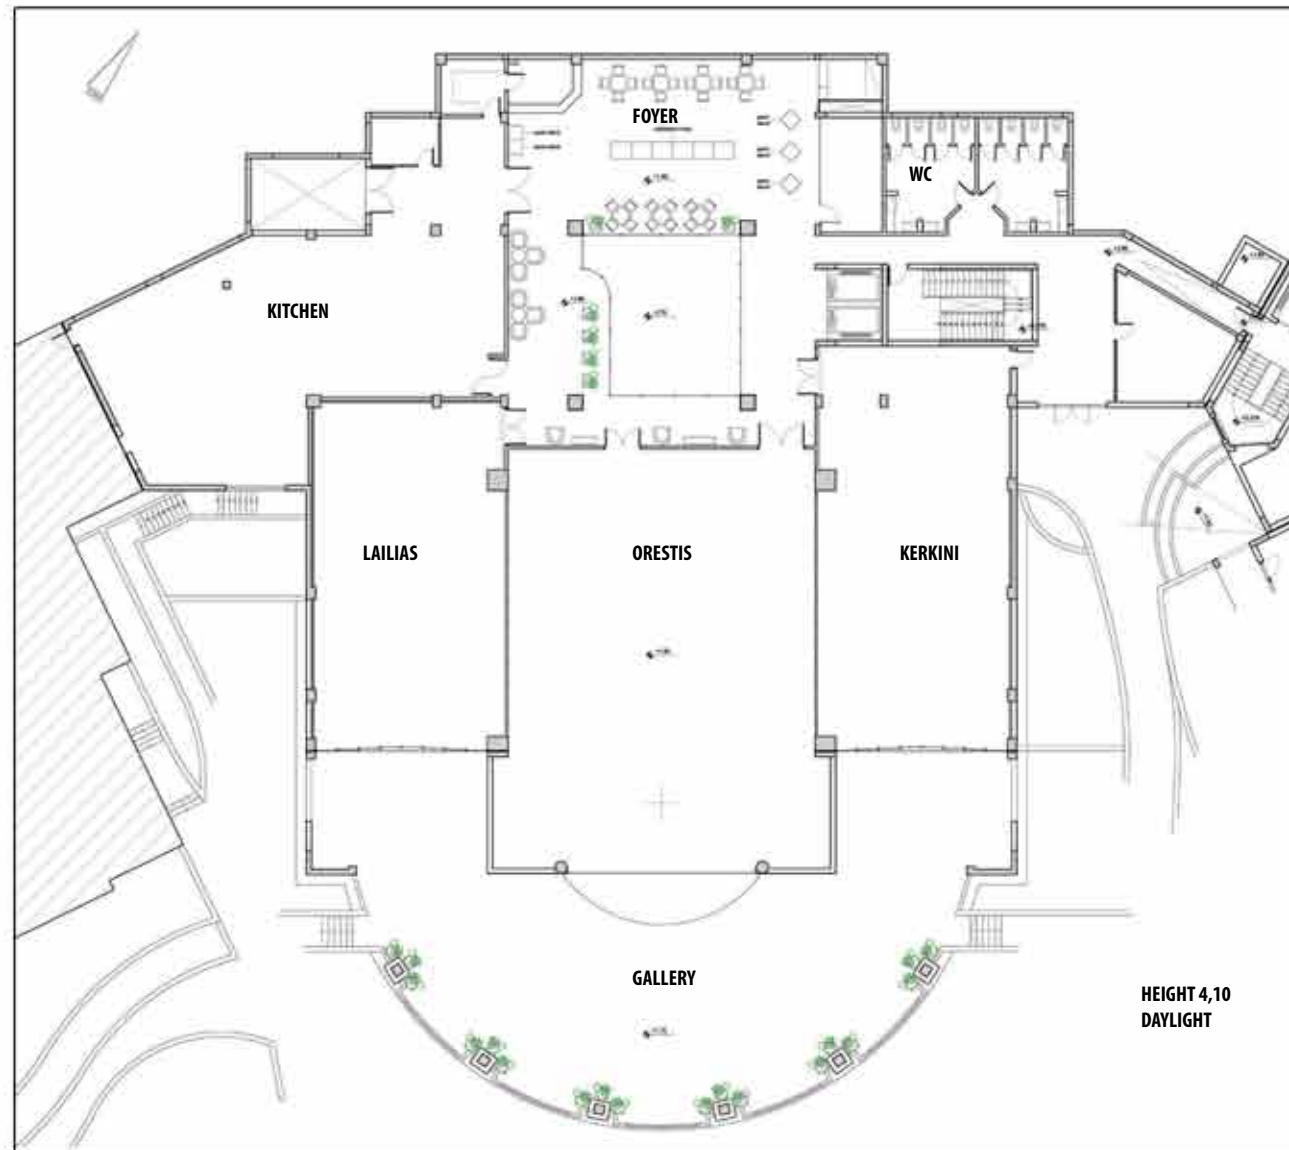 FOYER
WC
KITCHEN
LAILIAS
ORESTIS
KERKINI
GALLERY
HEIGHT 4,10
DAYLIGHT